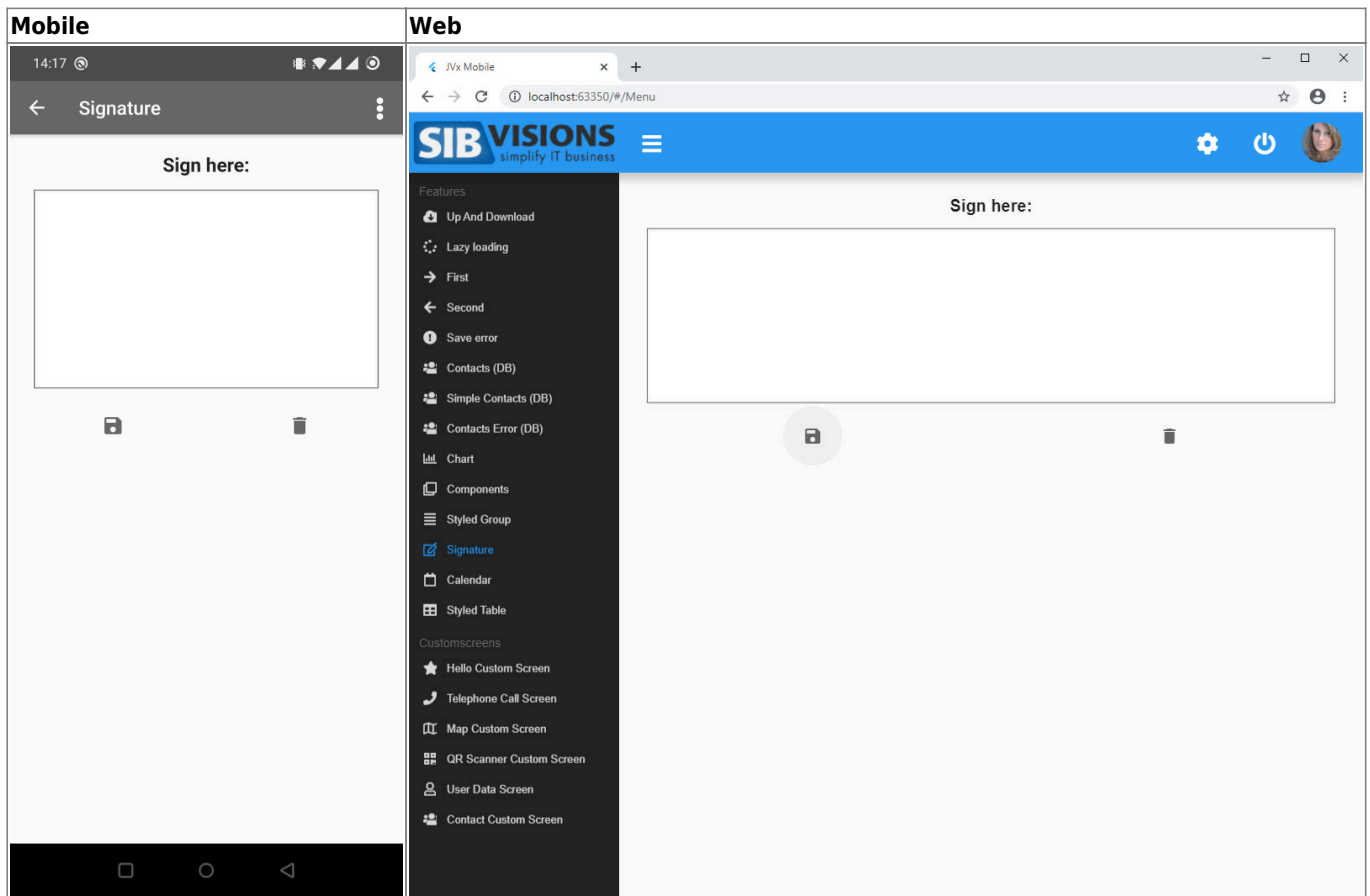 Mobile
Web
14:17
Signature
Sign here:
JVx Mobile
localhost:63350/#/Menu
SIB VISIONS
simplify IT business
Features
Up And Download
Lazy loading
First
Second
Save error
Contacts (DB)
Simple Contacts (DB)
Contacts Error (DB)
Chart
Components
Styled Group
Signature
Calendar
Styled Table
Customscreens
Hello Custom Screen
Telephone Call Screen
Map Custom Screen
QR Scanner Custom Screen
User Data Screen
Contact Custom Screen
Sign here: